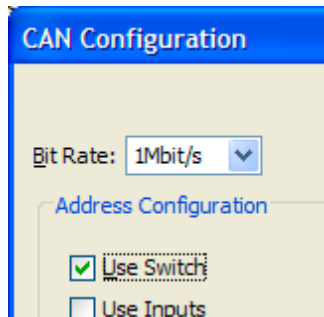 CAN Configuration
Bit Rate: 1Mbit/s
Address Configuration
Use Switch
Use Inputs